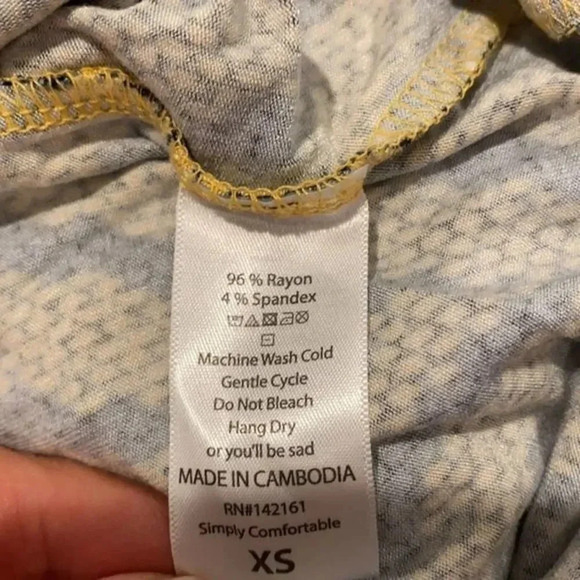 96 % Rayon
4 % Spandex
Machine Wash Cold
Gentle Cycle
Do Not Bleach
Hang Dry
or you'll be sad
MADE IN CAMBODIA
RN#142161
Simply Comfortable
XS